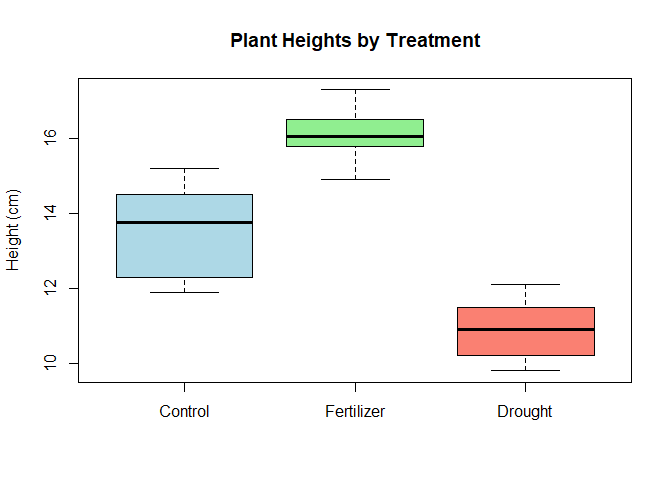 Plant Heights by Treatment
Height (cm)
16
14
12
10
Control
Fertilizer
Drought